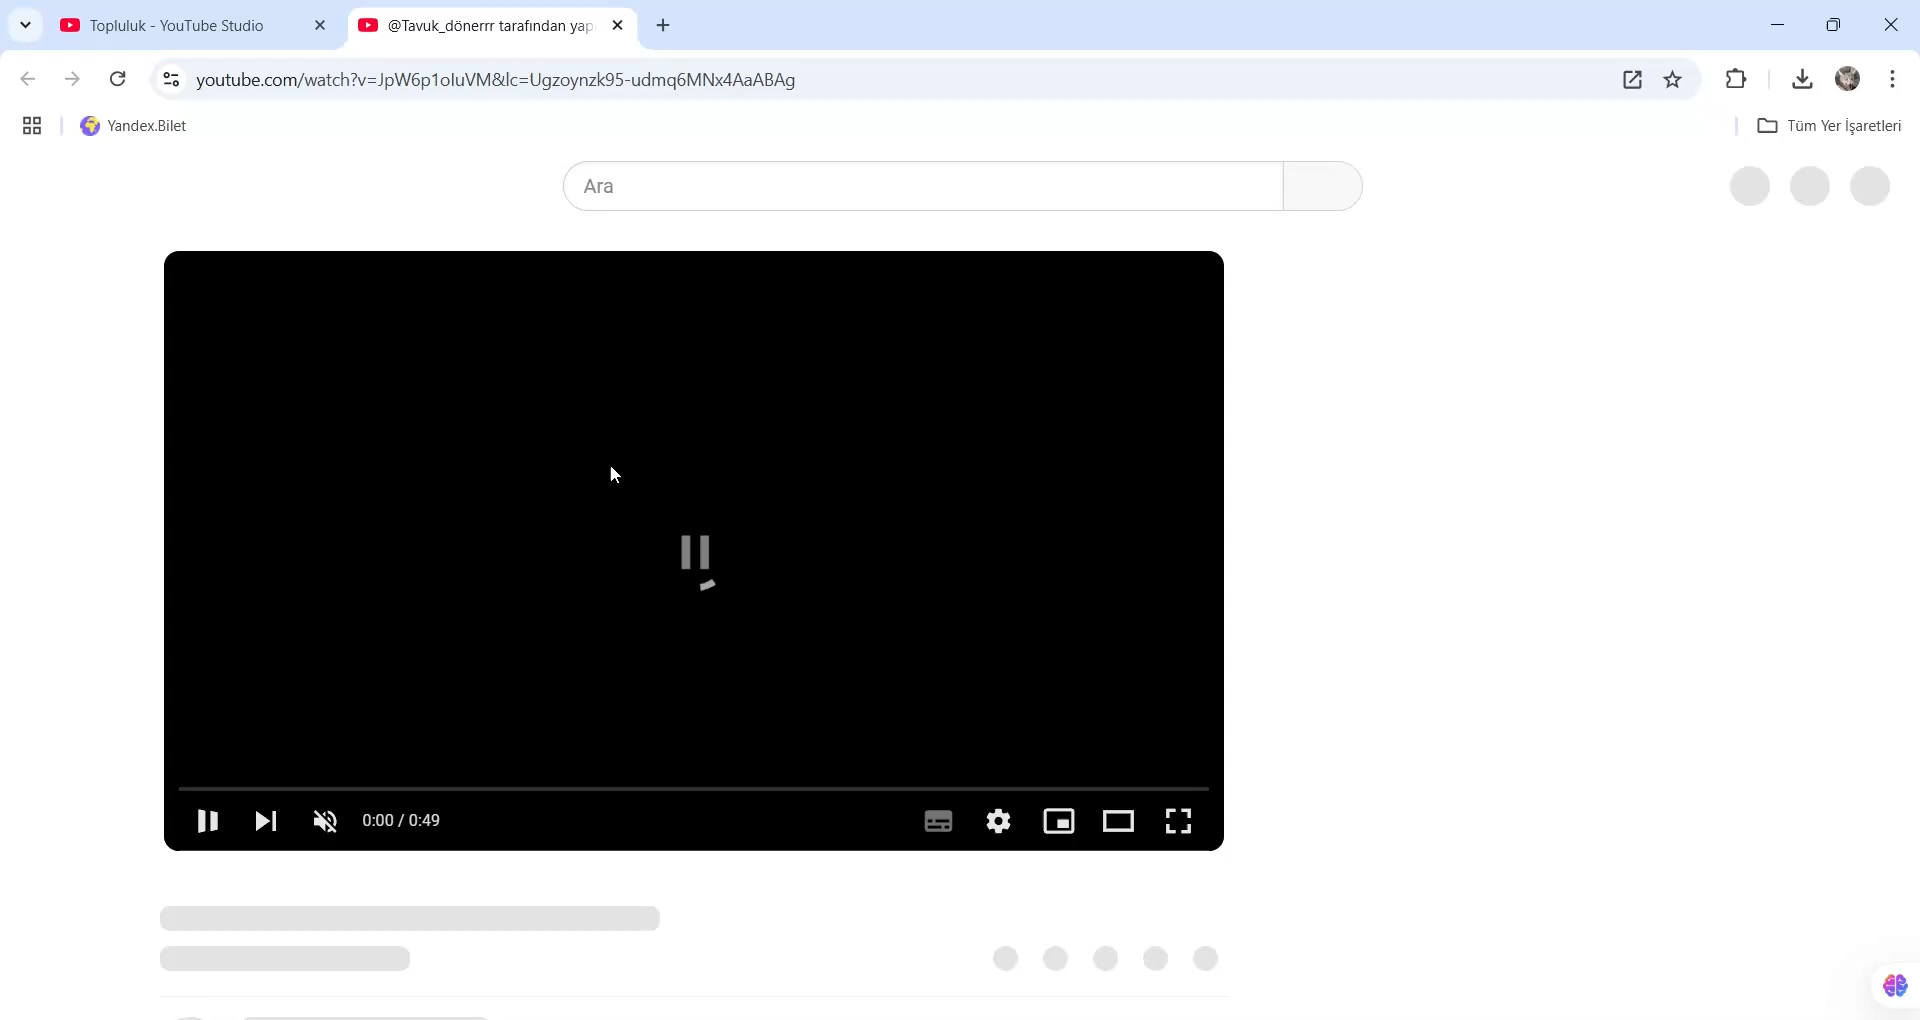 Topluluk - YouTube Studio
@Tavuk_dönerrr tarafından yap
youtube.com/watch?v=JpW6p1oIuVM&lc=Ugzoynzk95-udmq6MNx4AaABAg
Yandex.Bilet
Tüm Yer İşaretleri
Ara
0:00 / 0:49